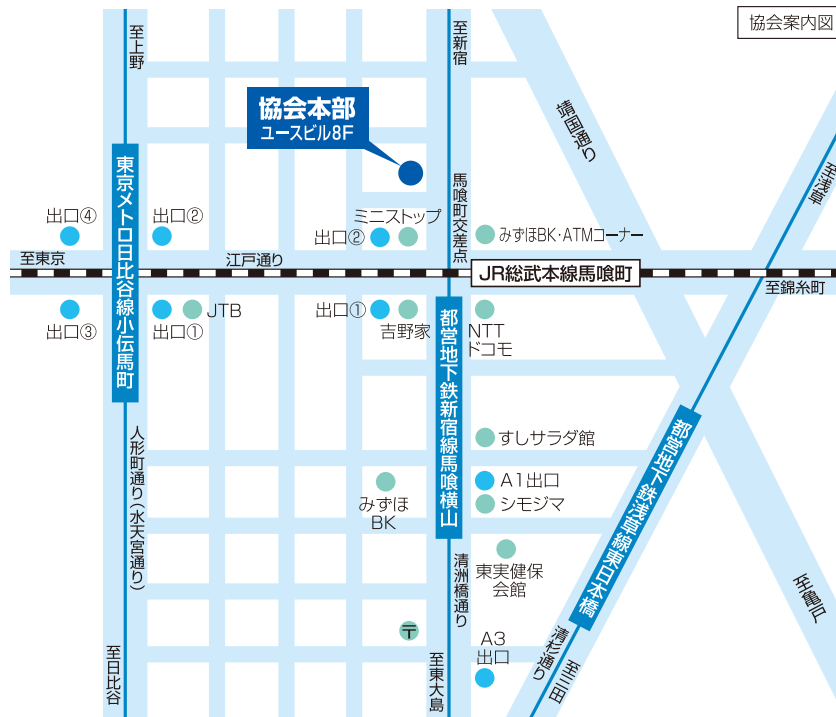 協会案内図
至上野
至新宿
協会本部
ユースビル8F
靖国通り
至浅草
東京メトロ日比谷線小伝馬町
馬喰町交差点
出口④
出口②
ミニストップ
出口②
みずほBK・ATMコーナー
至東京
江戸通り
JR総武本線馬喰町
至錦糸町
出口③
出口①
JTB
出口①
吉野家
NTT
ドコモ
都営地下鉄新宿線馬喰横山
人形町通り(水天宮通り)
すしサラダ館
都営地下鉄浅草線東日本橋
A1出口
シモジマ
みずほ
BK
清洲橋通り
東実健保
会館
至亀戸
〒
A3
出口
清杉通り
至三田
至日比谷
至東大島